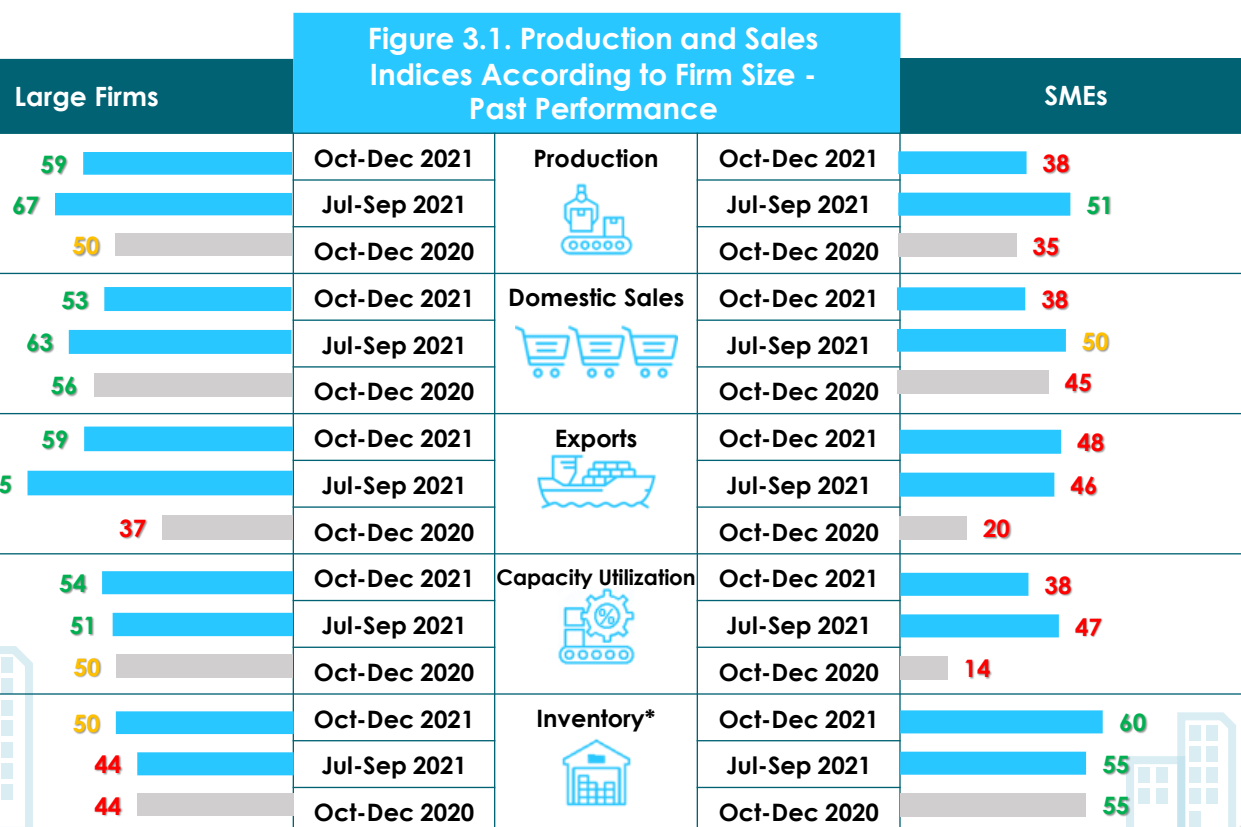 Figure 3.1. Production and Sales
Indices According to Firm Size -
Past Performance
Large Firms
SMEs
Production
59 Oct-Dec 2021 Oct-Dec 2021 38
67 Jul-Sep 2021 Jul-Sep 2021 51
50 Oct-Dec 2020 Oct-Dec 2020 35
Domestic Sales
53 Oct-Dec 2021 Oct-Dec 2021 38
63 Jul-Sep 2021 Jul-Sep 2021 50
56 Oct-Dec 2020 Oct-Dec 2020 45
Exports
59 Oct-Dec 2021 Oct-Dec 2021 48
5 Jul-Sep 2021 Jul-Sep 2021 46
37 Oct-Dec 2020 Oct-Dec 2020 20
Capacity Utilization
%
54 Oct-Dec 2021 Oct-Dec 2021 38
51 Jul-Sep 2021 Jul-Sep 2021 47
50 Oct-Dec 2020 Oct-Dec 2020 14
Inventory*
50 Oct-Dec 2021 Oct-Dec 2021 60
44 Jul-Sep 2021 Jul-Sep 2021 55
44 Oct-Dec 2020 Oct-Dec 2020 55